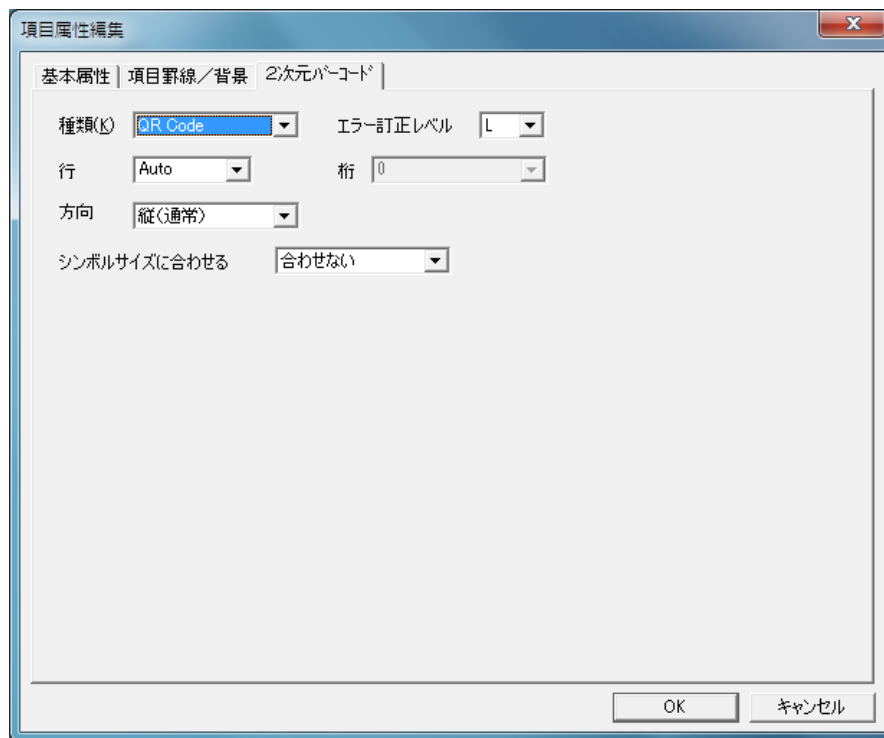 項目属性編集
基本属性 項目罫線／背景 2次元ﾊﾞｰｺｰﾄﾞ
種類(K) QR Code エラー訂正レベル L
行 Auto 桁 0
方向 縦(通常)
シンボルサイズに合わせる 合わせない
OK キャンセル